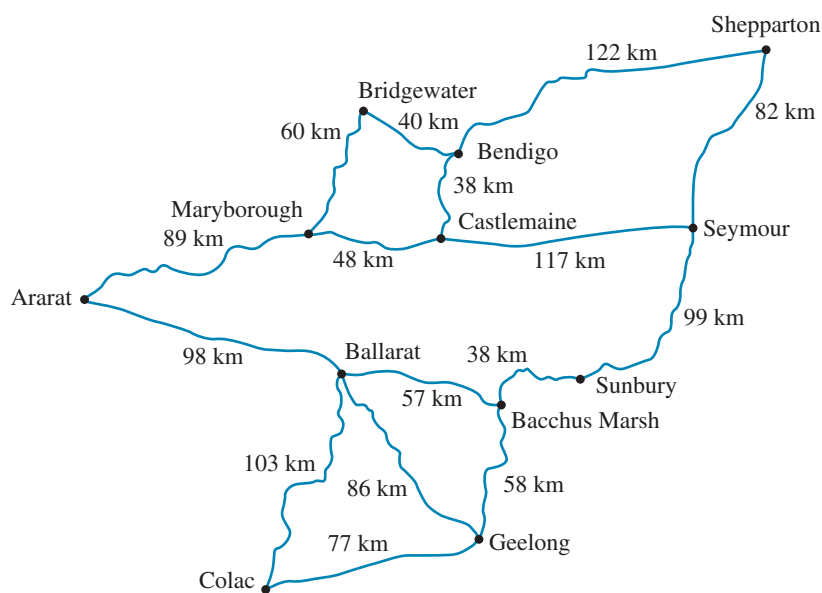 Shepparton
122 km
Bridgewater
82 km
60 km
40 km
Bendigo
38 km
Maryborough
Castlemaine
Seymour
89 km
48 km
117 km
Ararat
99 km
98 km
Ballarat
38 km
Sunbury
57 km
Bacchus Marsh
103 km
86 km
58 km
77 km
Geelong
Colac